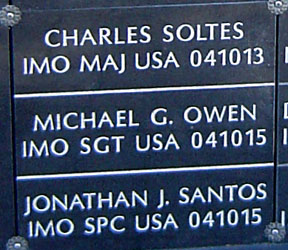 CHARLES SOLTES
IMO MAJ USA 041013
MICHAEL G. OWEN
IMO SGT USA 041015
JONATHAN J. SANTOS
IMO SPC USA 041015